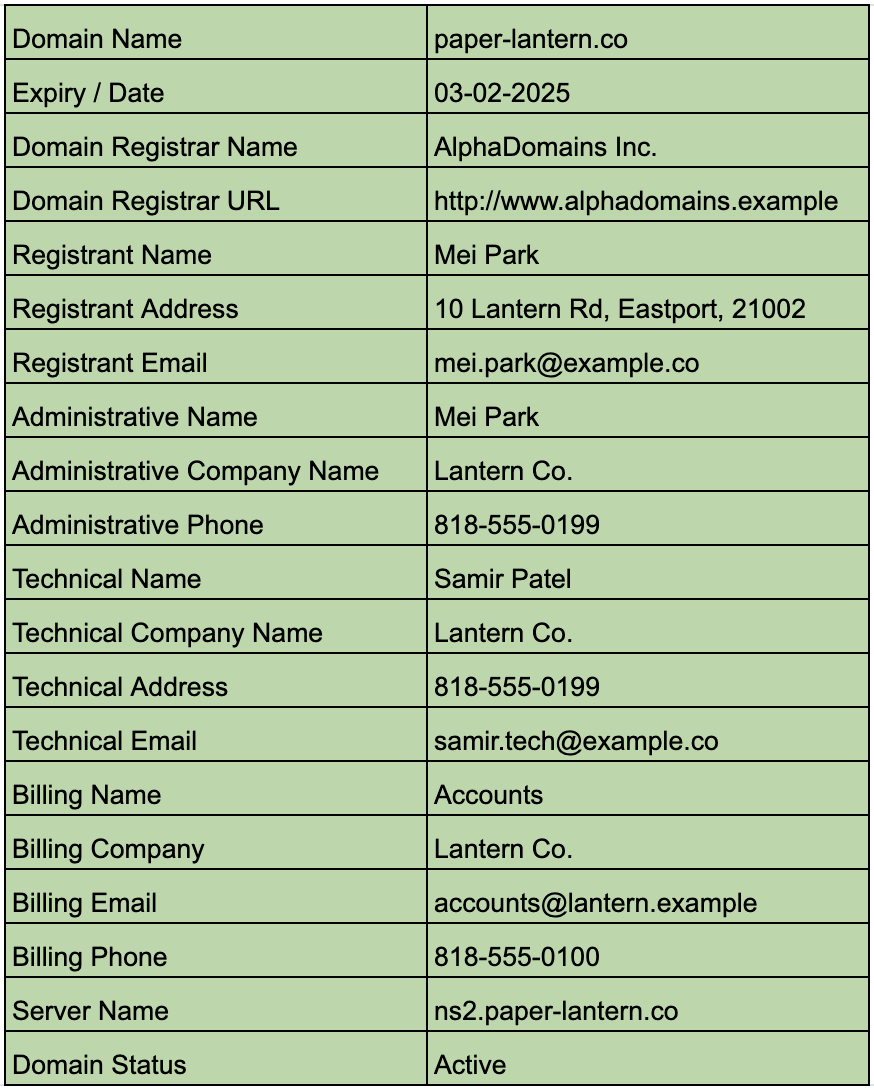 Domain Name paper-lantern.co
Expiry / Date 03-02-2025
Domain Registrar Name AlphaDomains Inc.
Domain Registrar URL http://www.alphadomains.example
Registrant Name Mei Park
Registrant Address 10 Lantern Rd, Eastport, 21002
Registrant Email mei.park@example.co
Administrative Name Mei Park
Administrative Company Name Lantern Co.
Administrative Phone 818-555-0199
Technical Name Samir Patel
Technical Company Name Lantern Co.
Technical Address 818-555-0199
Technical Email samir.tech@example.co
Billing Name Accounts
Billing Company Lantern Co.
Billing Email accounts@lantern.example
Billing Phone 818-555-0100
Server Name ns2.paper-lantern.co
Domain Status Active